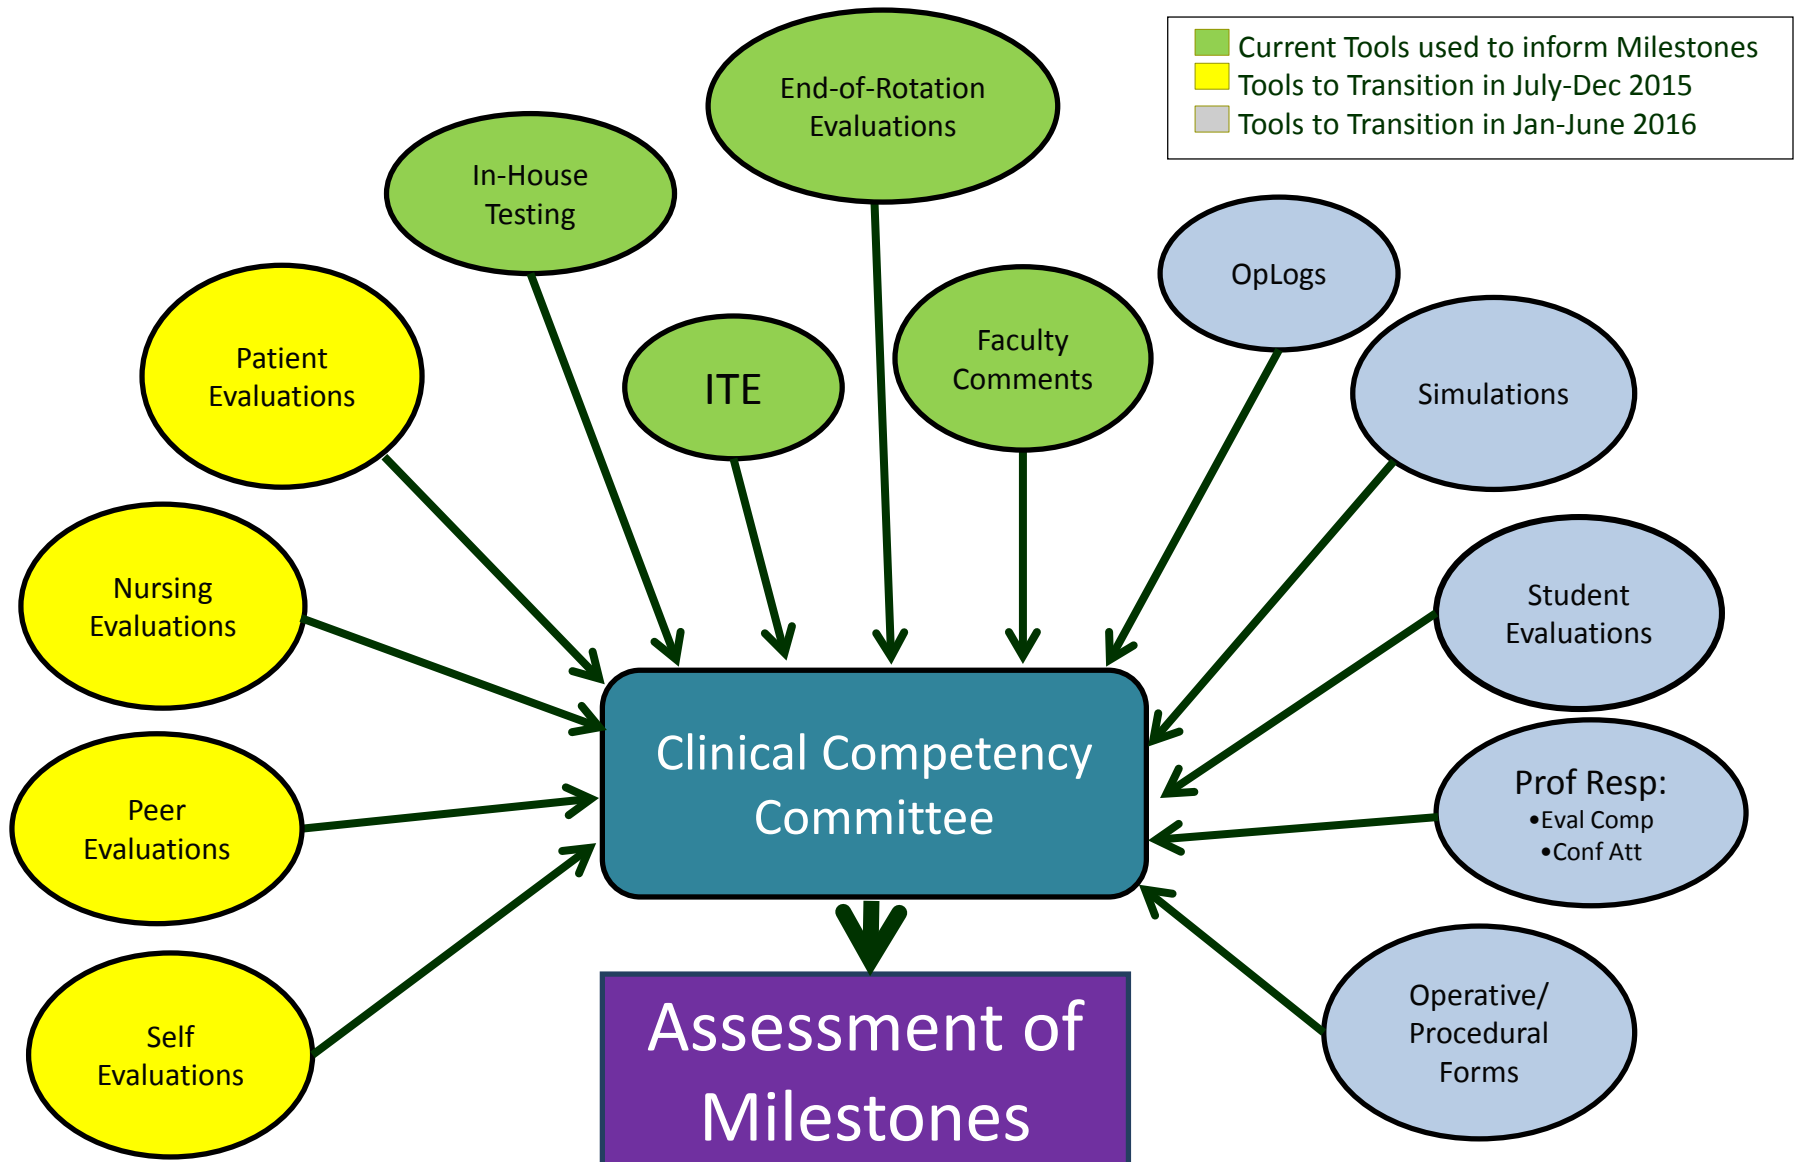 Current Tools used to inform Milestones
Tools to Transition in July-Dec 2015
Tools to Transition in Jan-June 2016
End-of-Rotation
Evaluations
In-House
Testing
OpLogs
Patient
Evaluations
ITE
Faculty
Comments
Simulations
Nursing
Evaluations
Student
Evaluations
Clinical Competency
Committee
Peer
Evaluations
Prof Resp:
•Eval Comp
•Conf Att
Self
Evaluations
Operative/
Procedural
Forms
Assessment of
Milestones